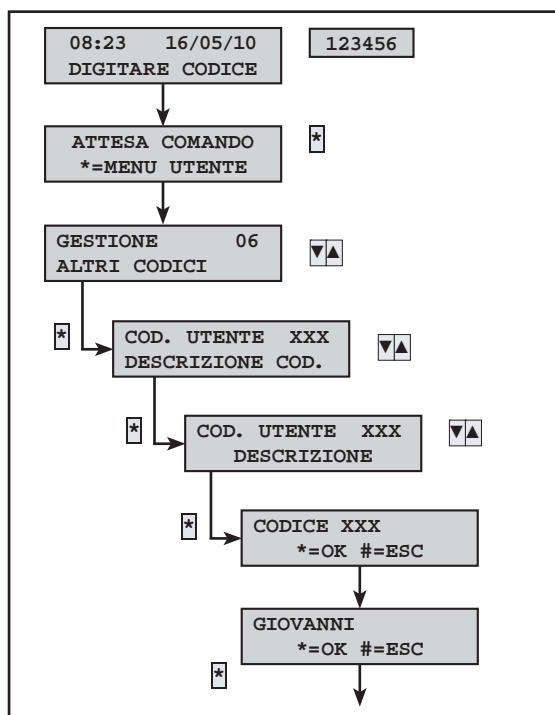 08:23 16/05/10
DIGITARE CODICE
123456
ATTESA COMANDO
*=MENU UTENTE
*
GESTIONE 06
ALTRI CODICI
▼▲
*
COD. UTENTE XXX
DESCRIZIONE COD.
▼▲
*
COD. UTENTE XXX
DESCRIZIONE
▼▲
*
CODICE XXX
*=OK #=ESC
GIOVANNI
*=OK #=ESC
*